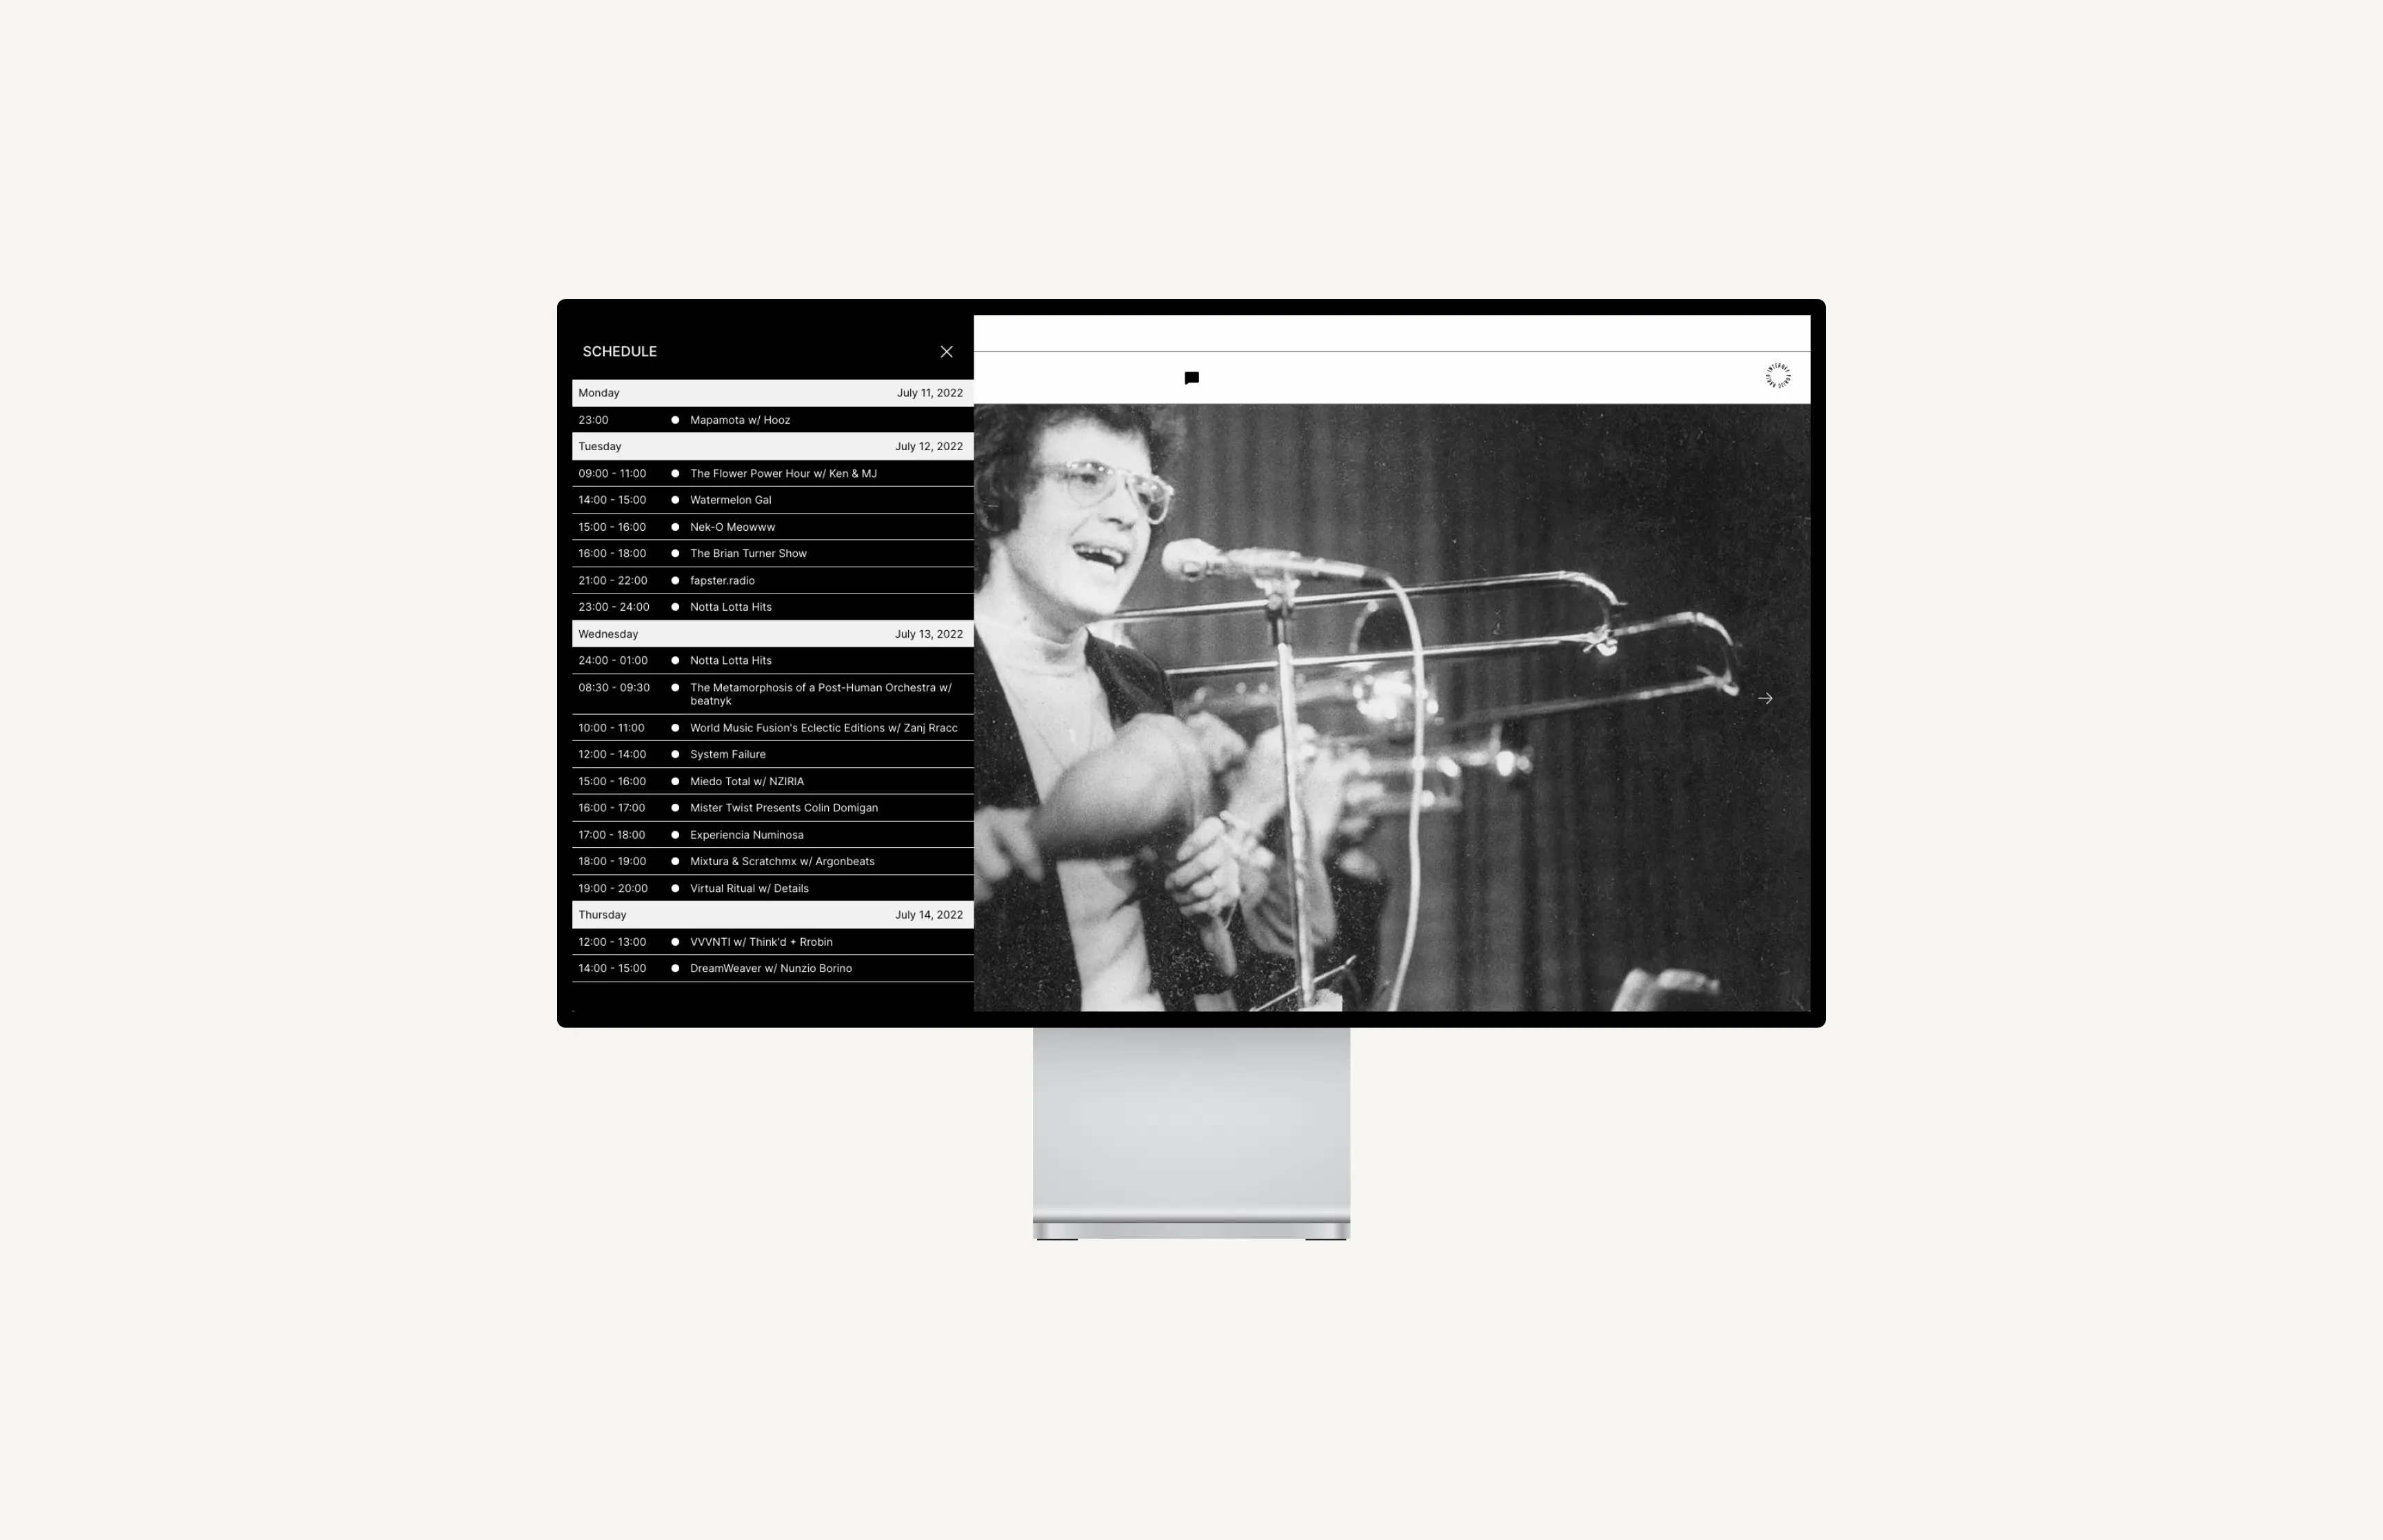 SCHEDULE
Monday July 11, 2022
23:00 Mapamota w/ Hooz
Tuesday July 12, 2022
09:00 - 11:00 The Flower Power Hour w/ Ken & MJ
14:00 - 15:00 Watermelon Gal
15:00 - 16:00 Nek-O Meowww
16:00 - 18:00 The Brian Turner Show
21:00 - 22:00 fapster.radio
23:00 - 24:00 Notta Lotta Hits
Wednesday July 13, 2022
24:00 - 01:00 Notta Lotta Hits
08:30 - 09:30 The Metamorphosis of a Post-Human Orchestra w/
beatnyk
10:00 - 11:00 World Music Fusion's Eclectic Editions w/ Zanj Rracc
12:00 - 14:00 System Failure
15:00 - 16:00 Miedo Total w/ NZIRIA
16:00 - 17:00 Mister Twist Presents Colin Domigan
17:00 - 18:00 Experiencia Numinosa
18:00 - 19:00 Mixtura & Scratchmx w/ Argonbeats
19:00 - 20:00 Virtual Ritual w/ Details
Thursday July 14, 2022
12:00 - 13:00 VVVNTI w/ Think'd + Rrobin
14:00 - 15:00 DreamWeaver w/ Nunzio Borino
INTERNET PUBLIC RADIO